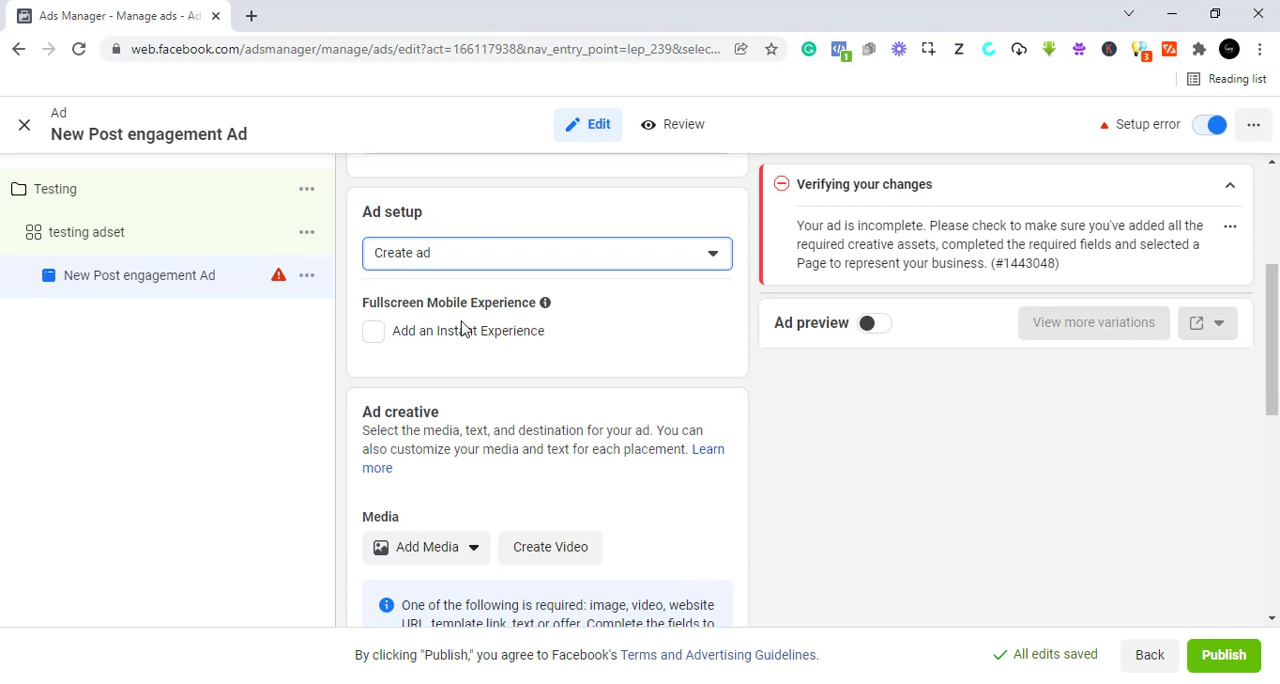 Ads Manager - Manage ads - Ad
web.facebook.com/adsmanager/manage/ads/edit?act=166117938&nav_entry_point=lep_239&selec...
1
Z
K
3
Reading list
Ad
New Post engagement Ad
Edit
Review
Setup error
Testing
testing adset
New Post engagement Ad
Ad setup
Create ad
Fullscreen Mobile Experience
Add an Instant Experience
Ad creative
Select the media, text, and destination for your ad. You can
also customize your media and text for each placement. Learn
more
Media
Add Media
Create Video
One of the following is required: image, video, website
URL, template link, text or offer. Complete the fields to
Verifying your changes
Your ad is incomplete. Please check to make sure you've added all the
required creative assets, completed the required fields and selected a
Page to represent your business. (#1443048)
Ad preview
View more variations
By clicking "Publish," you agree to Facebook's Terms and Advertising Guidelines.
All edits saved
Back
Publish